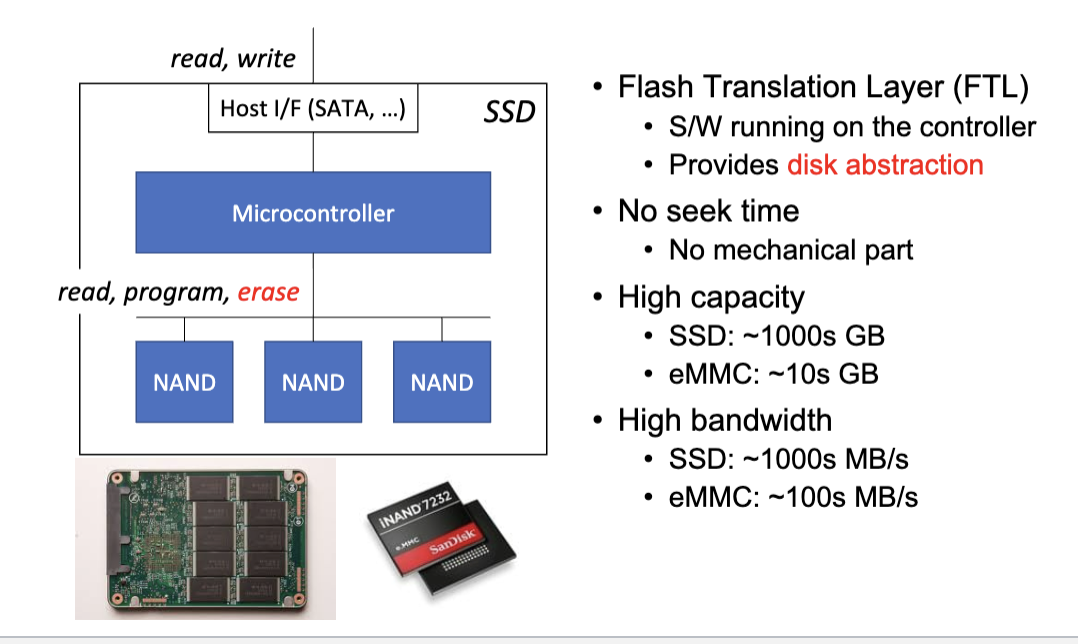 read, write
Host I/F (SATA, ...)
SSD
Microcontroller
read, program, erase
NAND
NAND
NAND
iNAND 7232
e.MMC
SanDisk
• Flash Translation Layer (FTL)
• S/W running on the controller
• Provides disk abstraction
• No seek time
• No mechanical part
• High capacity
• SSD: ~1000s GB
• eMMC: ~10s GB
• High bandwidth
• SSD: ~1000s MB/s
• eMMC: ~100s MB/s